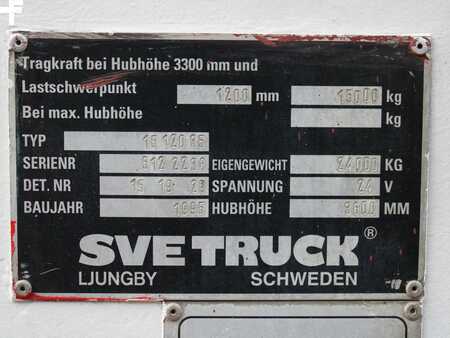 Tragkraft bei Hubhöhe 3300 mm und
Lastschwerpunkt 1200 mm 15000 kg
Bei max. Hubhöhe kg
TYP
SERIENR EIGENGEWICHT 24000 KG
DET. NR SPANNUNG 24 V
BAUJAHR 1995 HUBHÖHE MM
SVETRUCK ®
LJUNGBY SCHWEDEN